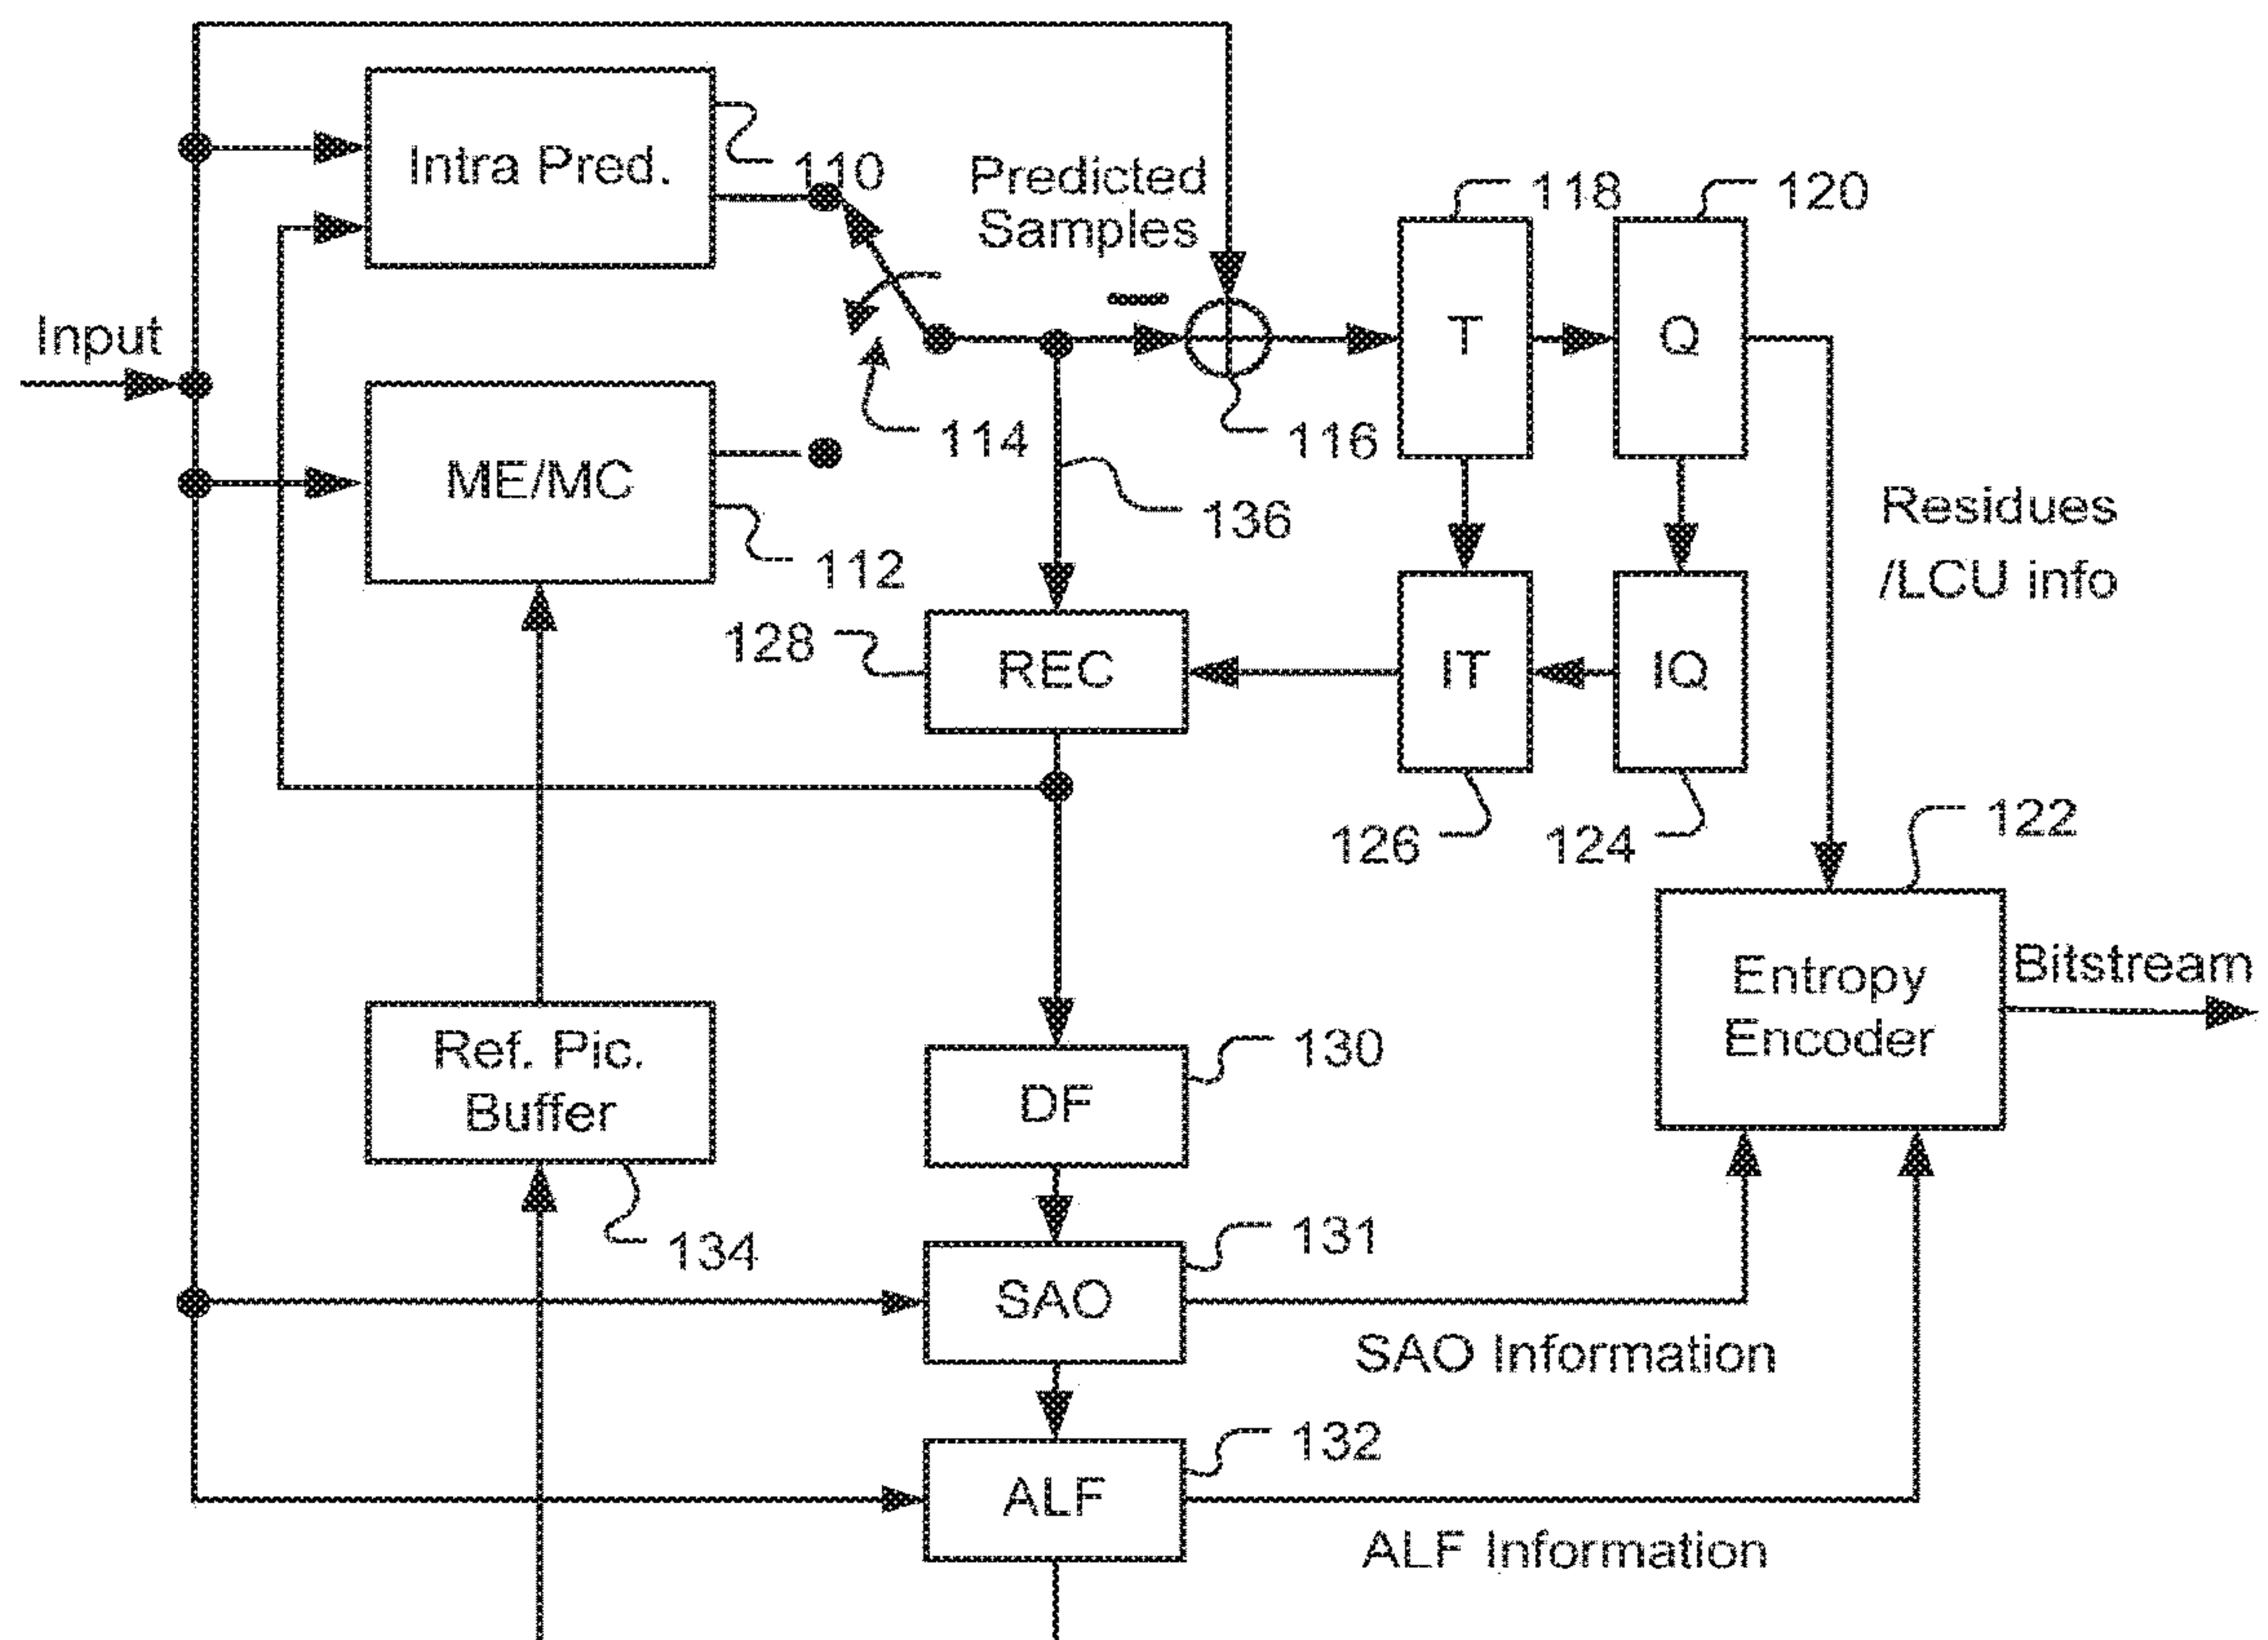 Intra Pred.
110
Predicted
Samples
118
120
Input
T
Q
114
116
ME/MC
136
112
Residues
/LCU info
128
REC
IT
IQ
126
124
122
Entropy
Encoder
Bitstream
Ref. Pic.
Buffer
130
DF
134
131
SAO
SAO Information
132
ALF
ALF Information